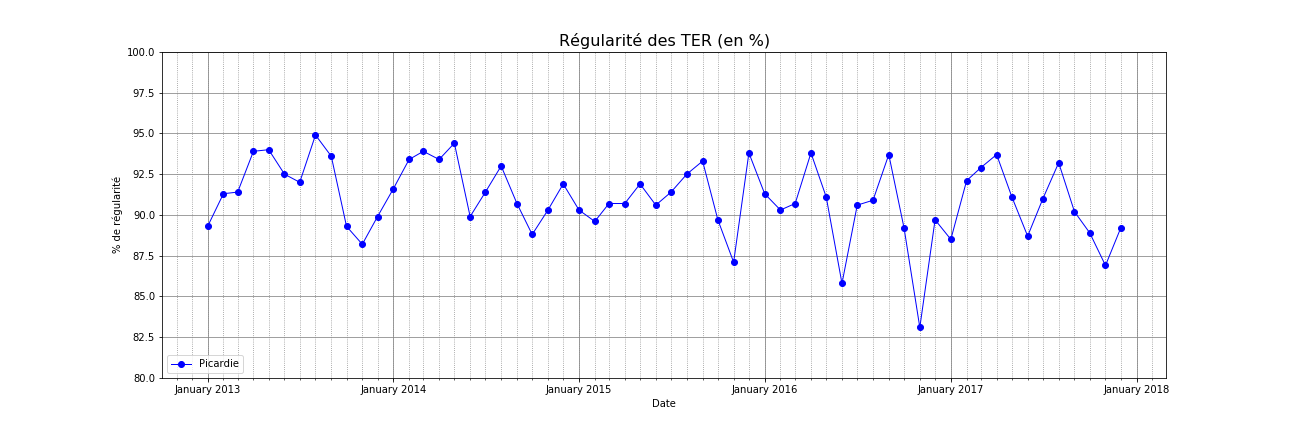 Régularité des TER (en %)
100.0
97.5
95.0
92.5
90.0
87.5
85.0
82.5
80.0
% de régularité
Picardie
January 2013
January 2014
January 2015
January 2016
January 2017
January 2018
Date